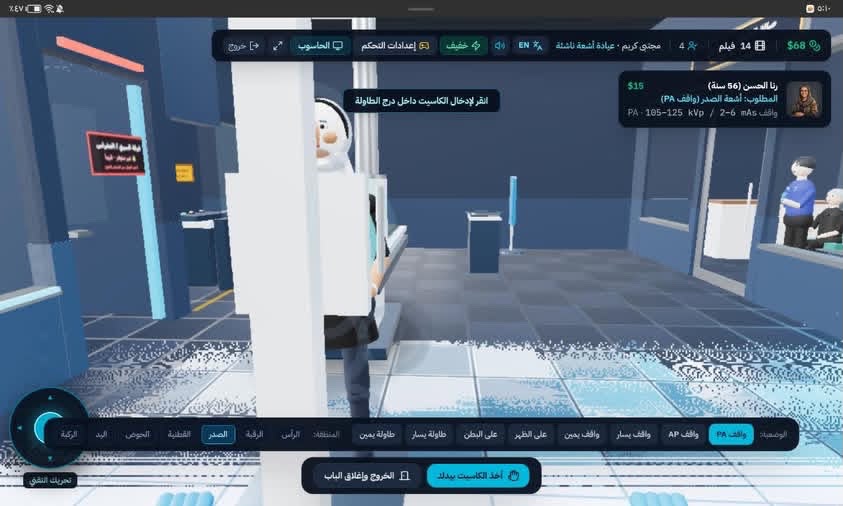 ٥:١٠
٪٤٧
$68
14 فيلم
4
مجتبى كريم · عيادة أشعة ناشئة
EN
خفيف
إعدادات التحكم
الحاسوب
خروج
رنا الحسن (56 سنة)
$15
المطلوب: أشعة الصدر (واقف PA)
واقف PA · 105–125 kVp / 2–6 mAs
انقر لإدخال الكاسيت داخل درج الطاولة
الوضعية:
واقف PA
واقف AP
واقف يسار
واقف يمين
على الظهر
على البطن
طاولة يسار
طاولة يمين
المنطقة:
الرأس
الرقبة
الصدر
القطنية
الحوض
اليد
الركبة
أخذ الكاسيت بيدك
الخروج وإغلاق الباب
تحريك التقني